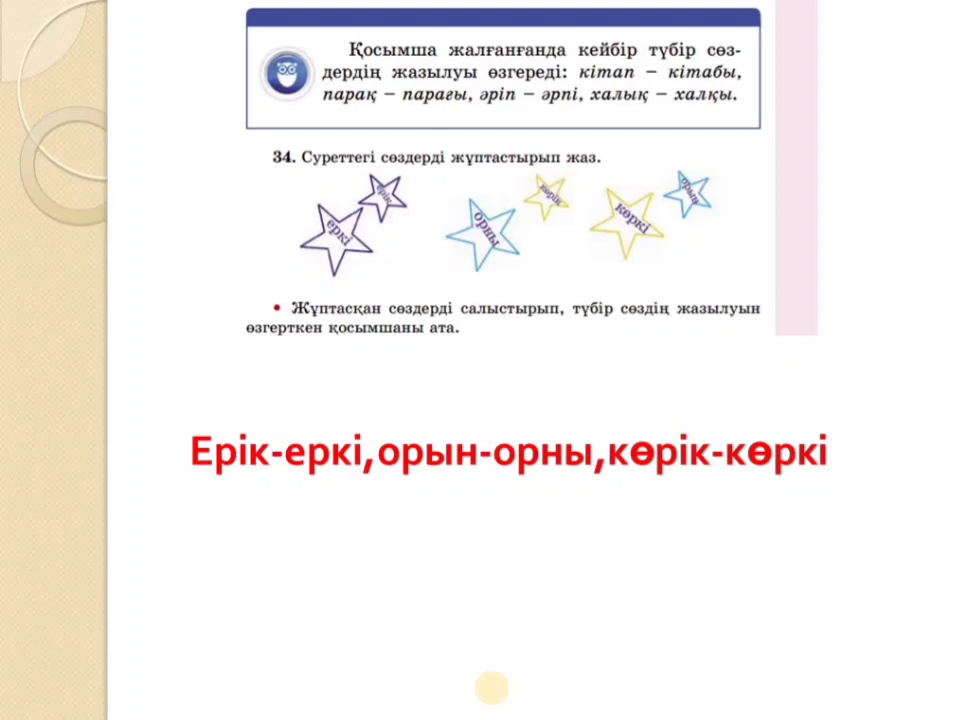 Қосымша жалғанғанда кейбір түбір сөз-
дердің жазылуы өзгереді: кітап − кітабы,
парақ − парағы, әріп − әрпі, халық − халқы.
34. Суреттегі сөздерді жұптастырып жаз.
ерік
еркі
орны
көрік
көркі
орын
• Жұптасқан сөздерді салыстырып, түбір сөздің жазылуын
өзгерткен қосымшаны ата.
Ерік-еркі,орын-орны,көрік-көркі